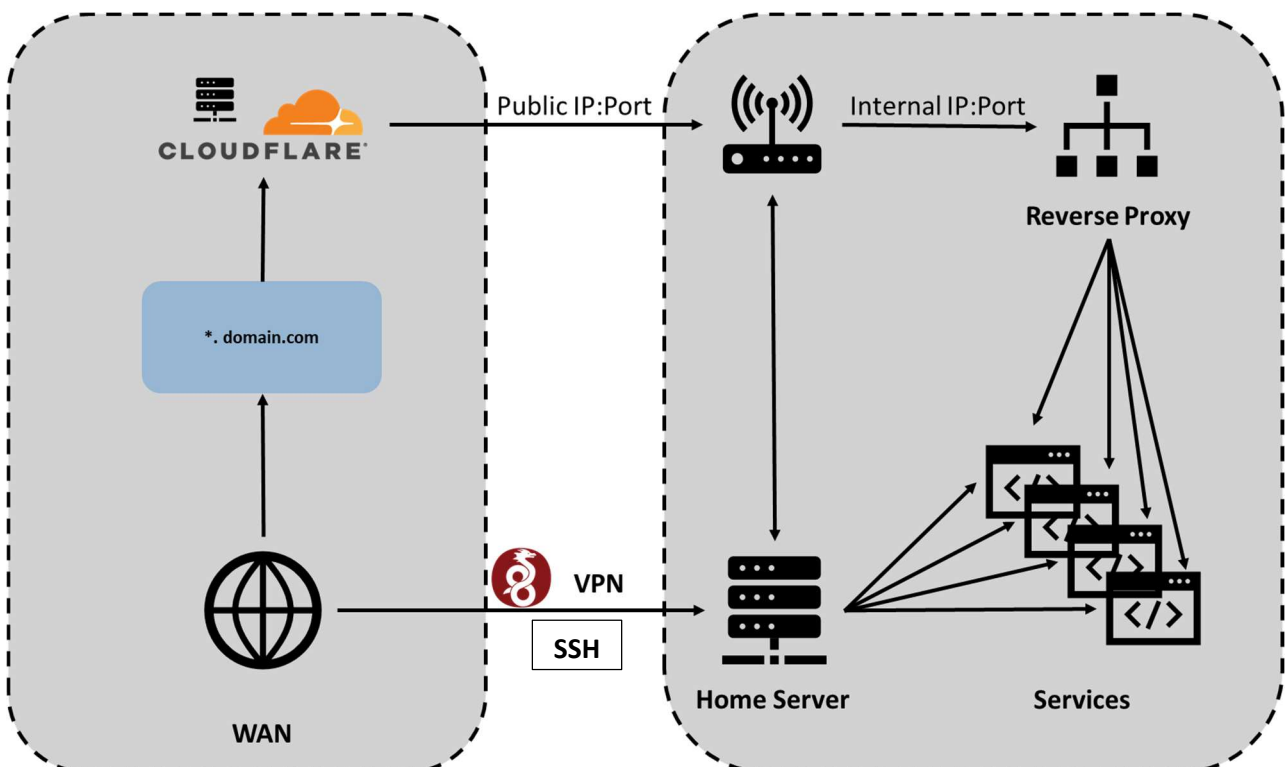 CLOUDFLARE
Public IP:Port
Internal IP:Port
Reverse Proxy
*. domain.com
VPN
SSH
</>
</>
</>
</>
Home Server
Services
WAN